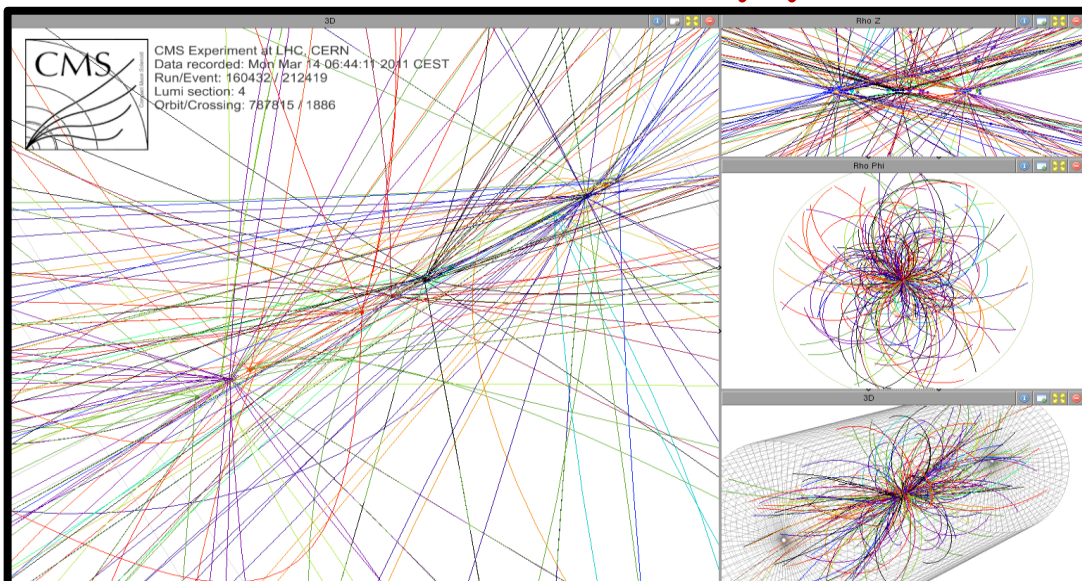 3D
CMS
CMS Experiment at LHC, CERN
Data recorded: Mon Mar 14 06:44:11 2011 CEST
Run/Event: 160432 / 212419
Lumi section: 4
Orbit/Crossing: 787815 / 1886
Rho Z
Rho Phi
3D